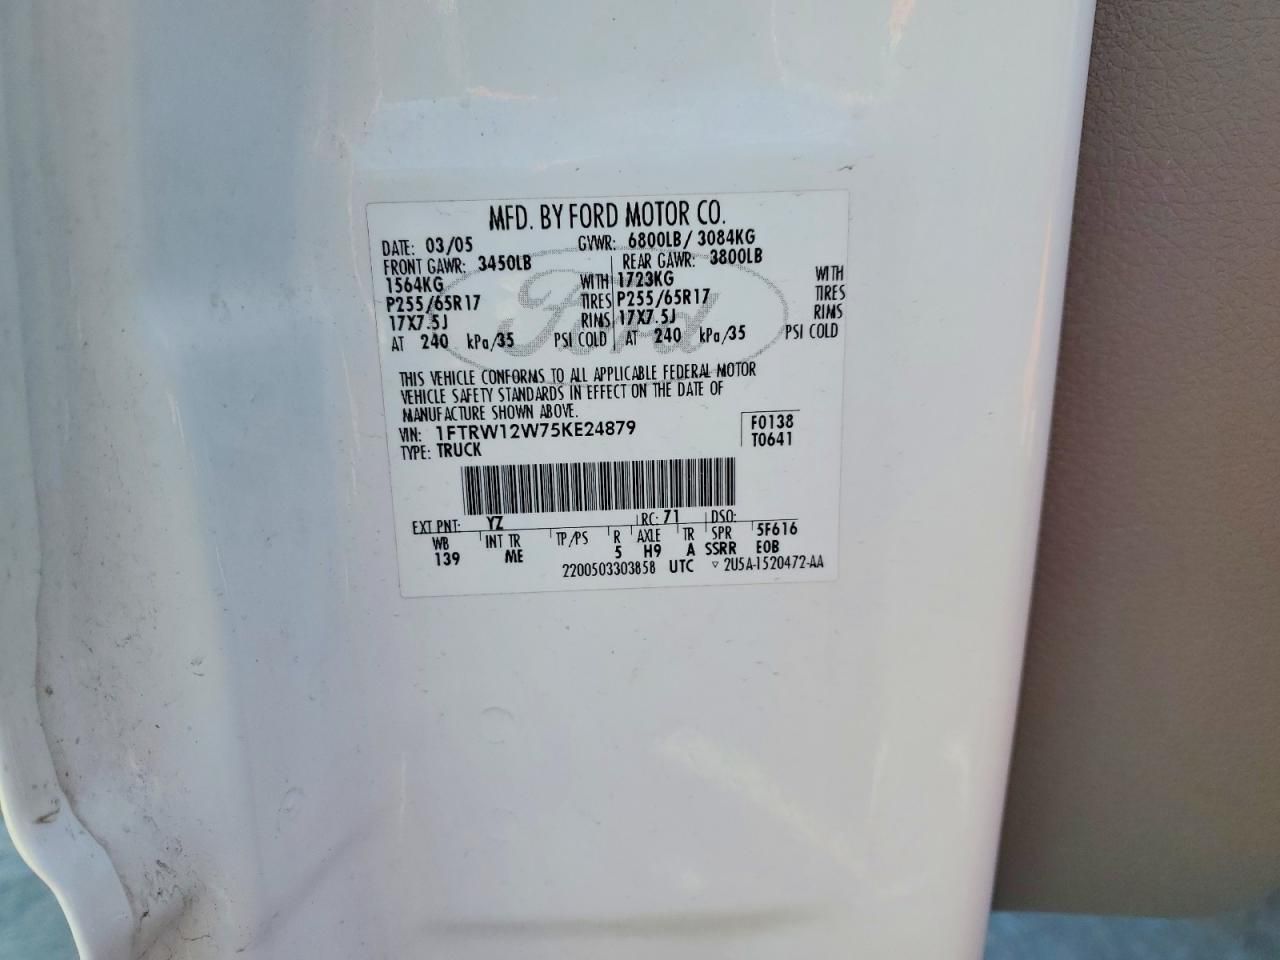 MFD. BY FORD MOTOR CO.
DATE: 03/05 GVWR: 6800LB/ 3084KG
FRONT GAWR: 3450LB REAR GAWR: 3800LB
1564KG WITH 1723KG WITH
P255/65R17 TIRES P255/65R17 TIRES
17X7.5J RIMS 17X7.5J RIMS
AT 240 kPa/35 PSI COLD AT 240 kPa/35 PSI COLD
Ford
THIS VEHICLE CONFORMS TO ALL APPLICABLE FEDERAL MOTOR
VEHICLE SAFETY STANDARDS IN EFFECT ON THE DATE OF
MANUFACTURE SHOWN ABOVE.
VIN: 1FTRW12W75KE24879 F0138
TYPE: TRUCK T0641
EXT PNT: YZ RC: 71 DSO:
WB INT TR TP/PS R AXLE TR SPR 5F616
139 ME 5 H9 A SSRR EOB
2200503303858 UTC ▽ 2U5A-1520472-AA